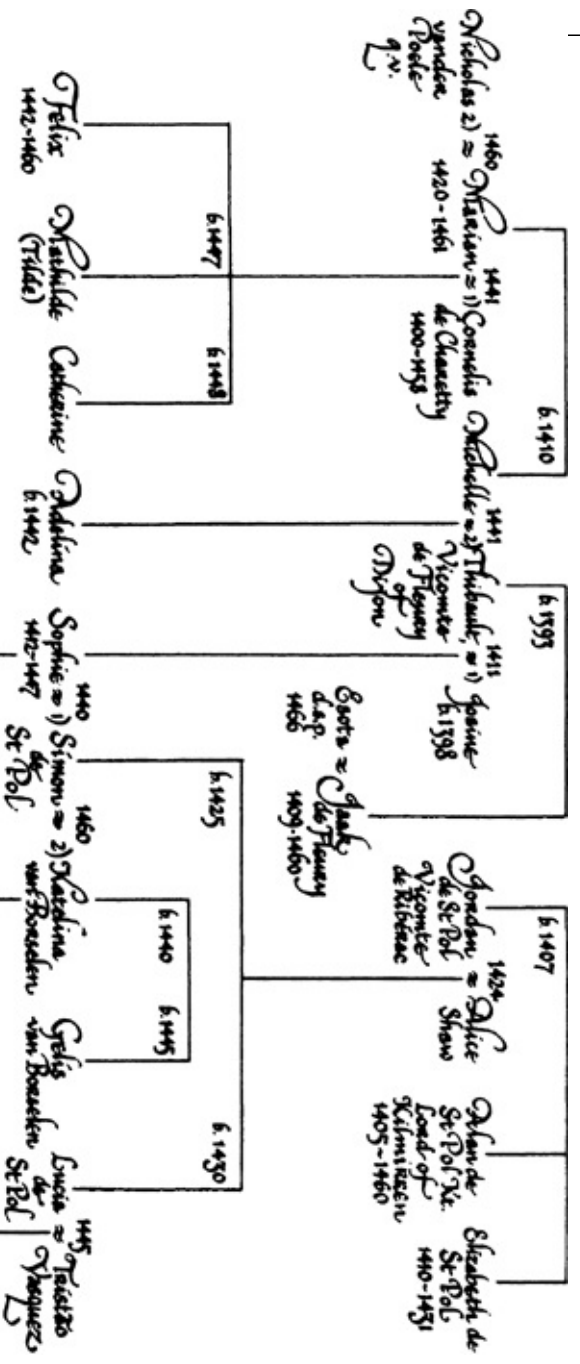 b.1410
b.1393
b.1407
1460
Nicholas 2) ≈ Marian ≈ 1) Cornelis
vander
Poele
q.v.
1420-1461
1441
de Charetty
1400-1458
Michelle ≈ 2) Thibault, ≈ 1) Josine
1441
1411
Vicomte
de Fleury
of
Dijon
b.1398
Enota ≈ Jaak
d.s.p.
1466
de Fleury
1409-1460
Jordan ≈ Alice
1424
de St Pol
Vicomte
de Ribérac
Shaw
Alan de
St Pol Kt.
Lord of
Kilmirren
1405-1460
Elizabeth de
St Pol
1410-1431
b.1447
b.1448
b.1425
b.1440
b.1445
b.1430
Felix
1442-1460
Mathilde
(Tilde)
Catherine
Adelina
b.1442
1440
1460
Sophie ≈ 1) Simon ≈ 2) Katelina
1412-1447
de
St Pol
van Borselen
Gelis
van Borselen
1445
Lucia ≈ Tristão
de
St Pol
Vasquez